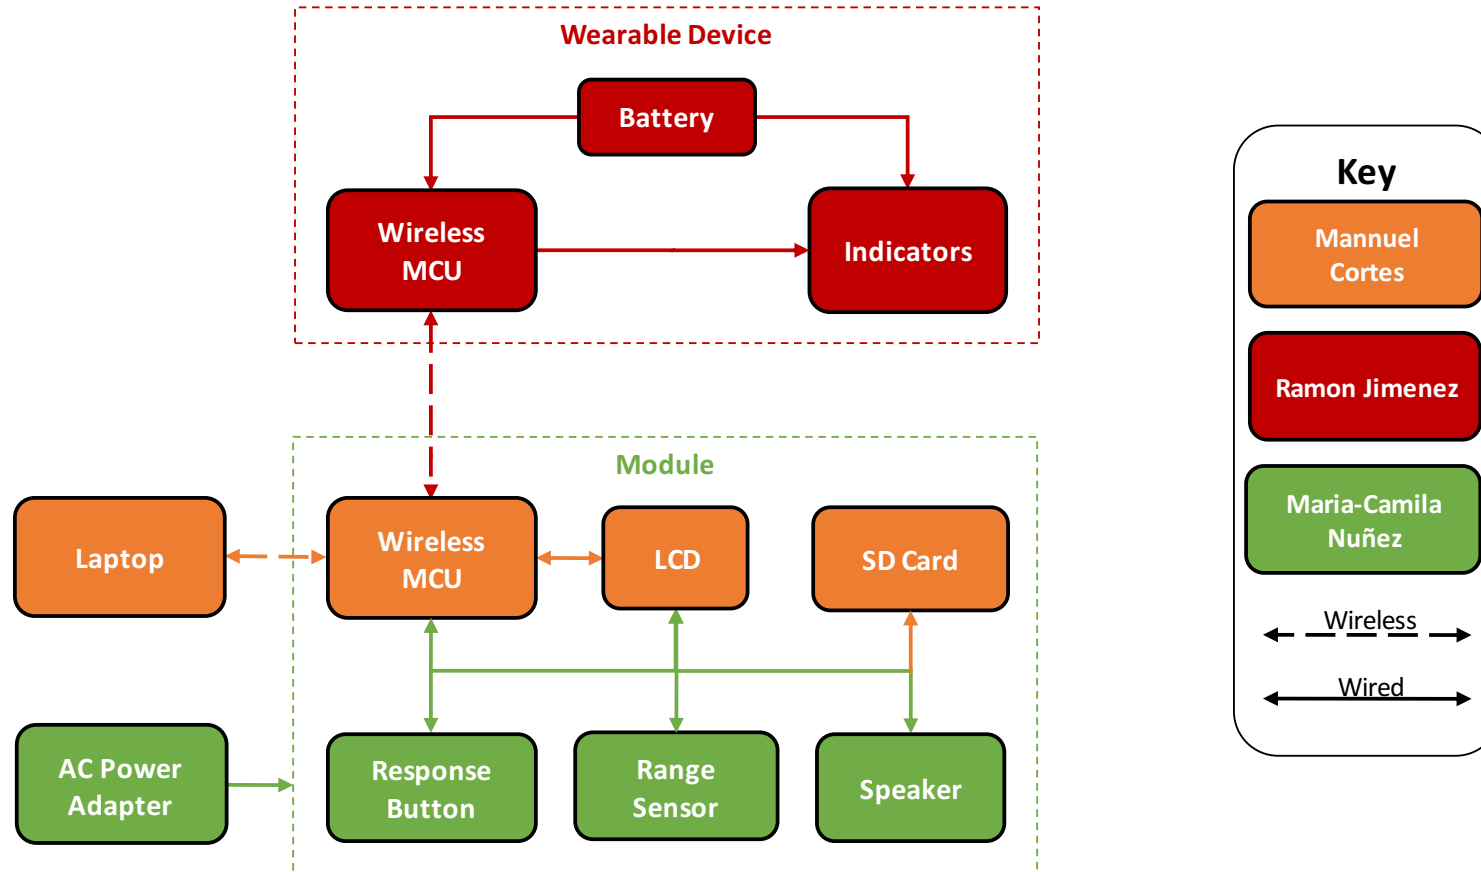 Wearable Device
Battery
Wireless
MCU
Indicators
Module
Laptop
Wireless
MCU
LCD
SD Card
AC Power
Adapter
Response
Button
Range
Sensor
Speaker
Key
Mannuel
Cortes
Ramon Jimenez
Maria-Camila
Nuñez
Wireless
Wired